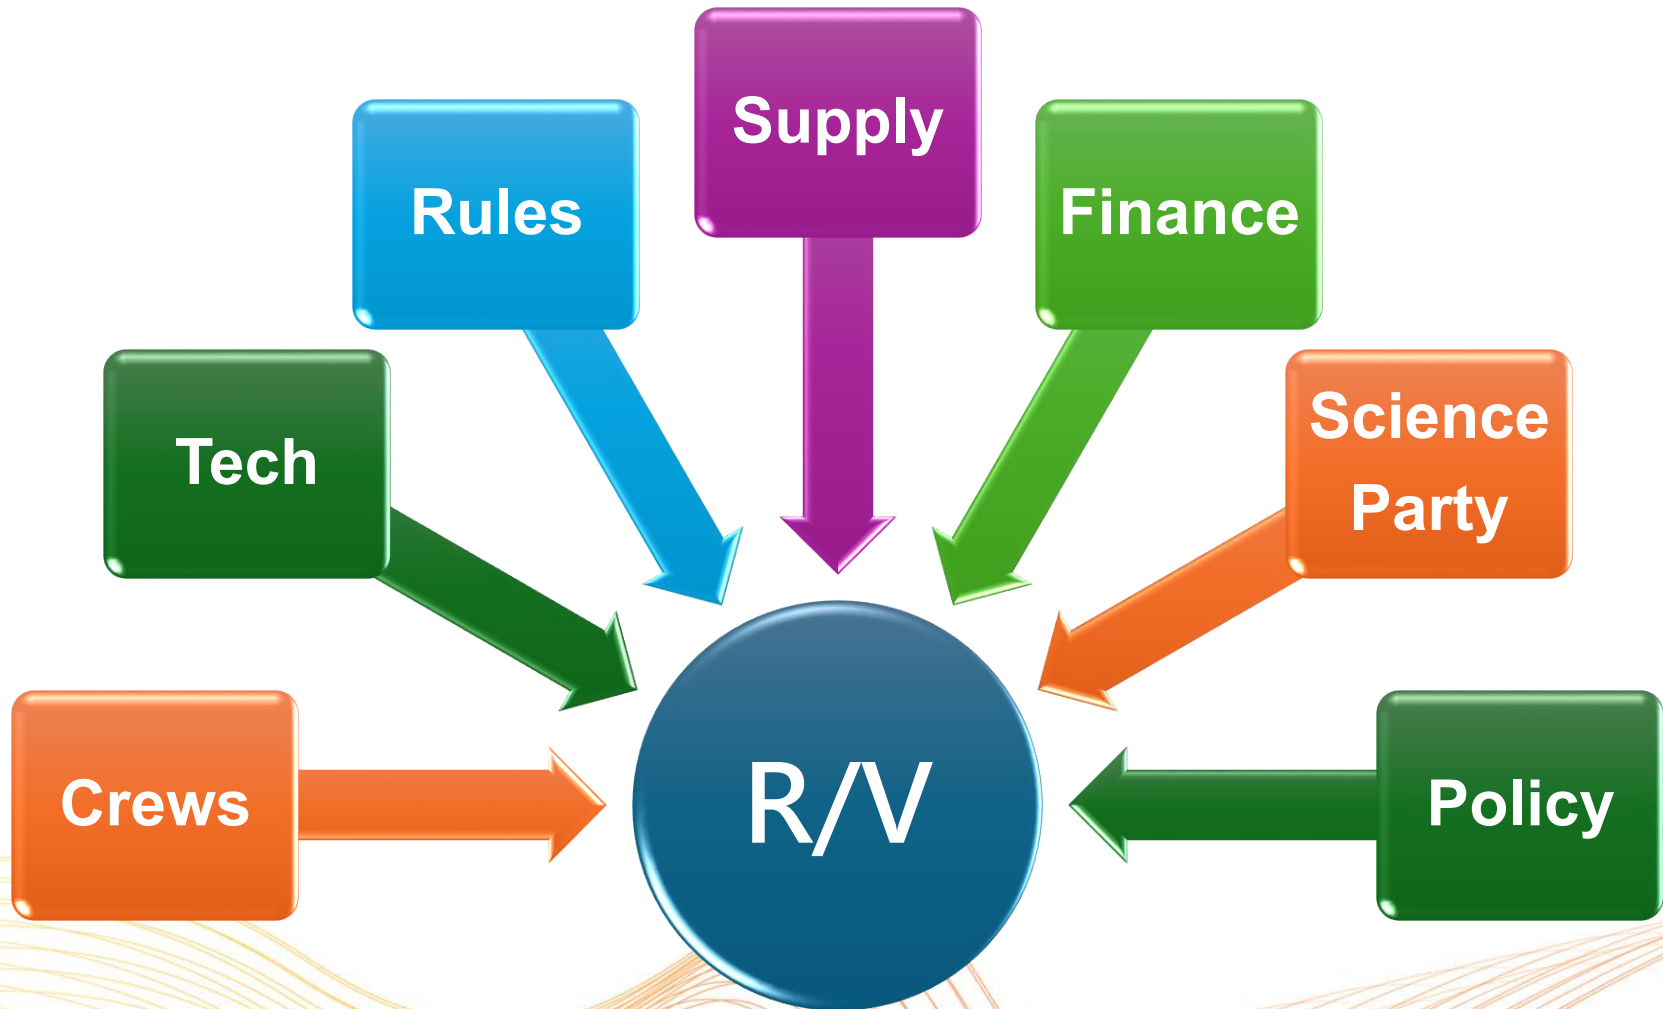 Supply
Rules
Finance
Science
Party
Tech
Crews
R/V
Policy